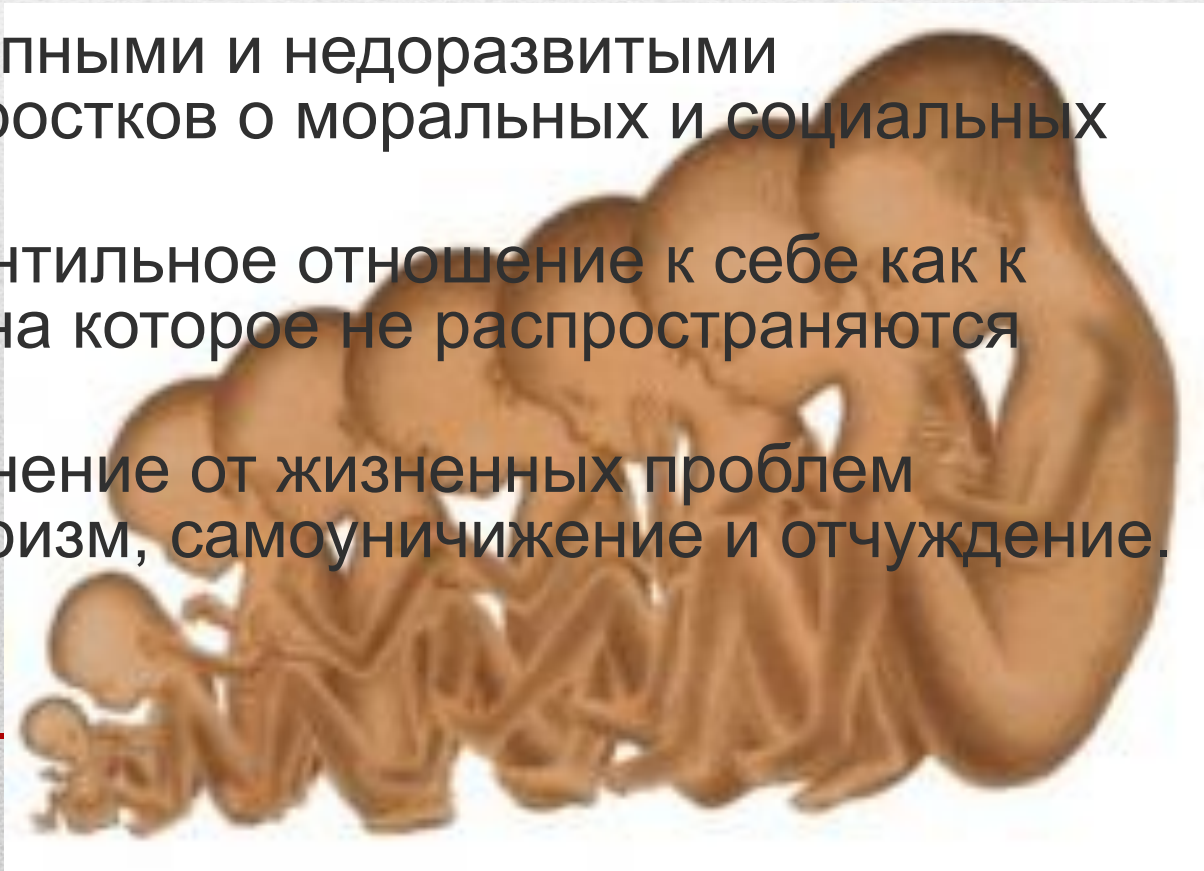 пными и недоразвитыми
ростков о моральных и социальных
нтильное отношение к себе как к
на которое не распространяются
нение от жизненных проблем
ризм, самоуничижение и отчуждение.